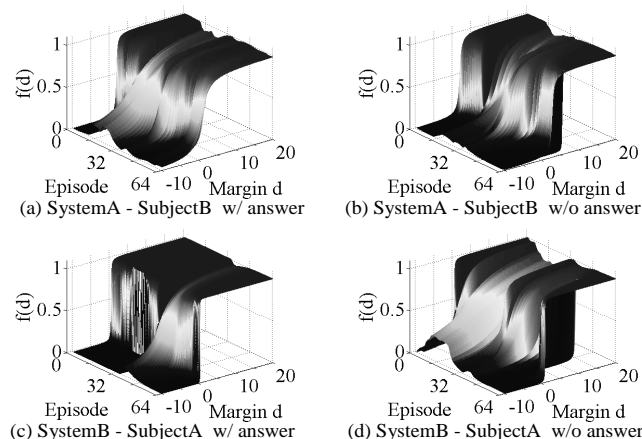 1
0.5
0
f(d)
0
32
64
Episode
-10
0
10
20
Margin d
(a) SystemA - SubjectB w/ answer
1
0.5
0
f(d)
0
32
64
Episode
-10
0
10
20
Margin d
(b) SystemA - SubjectB w/o answer
1
0.5
0
f(d)
0
32
64
Episode
-10
0
10
20
Margin d
(c) SystemB - SubjectA w/ answer
1
0.5
0
f(d)
0
32
64
Episode
-10
0
10
20
Margin d
(d) SystemB - SubjectA w/o answer